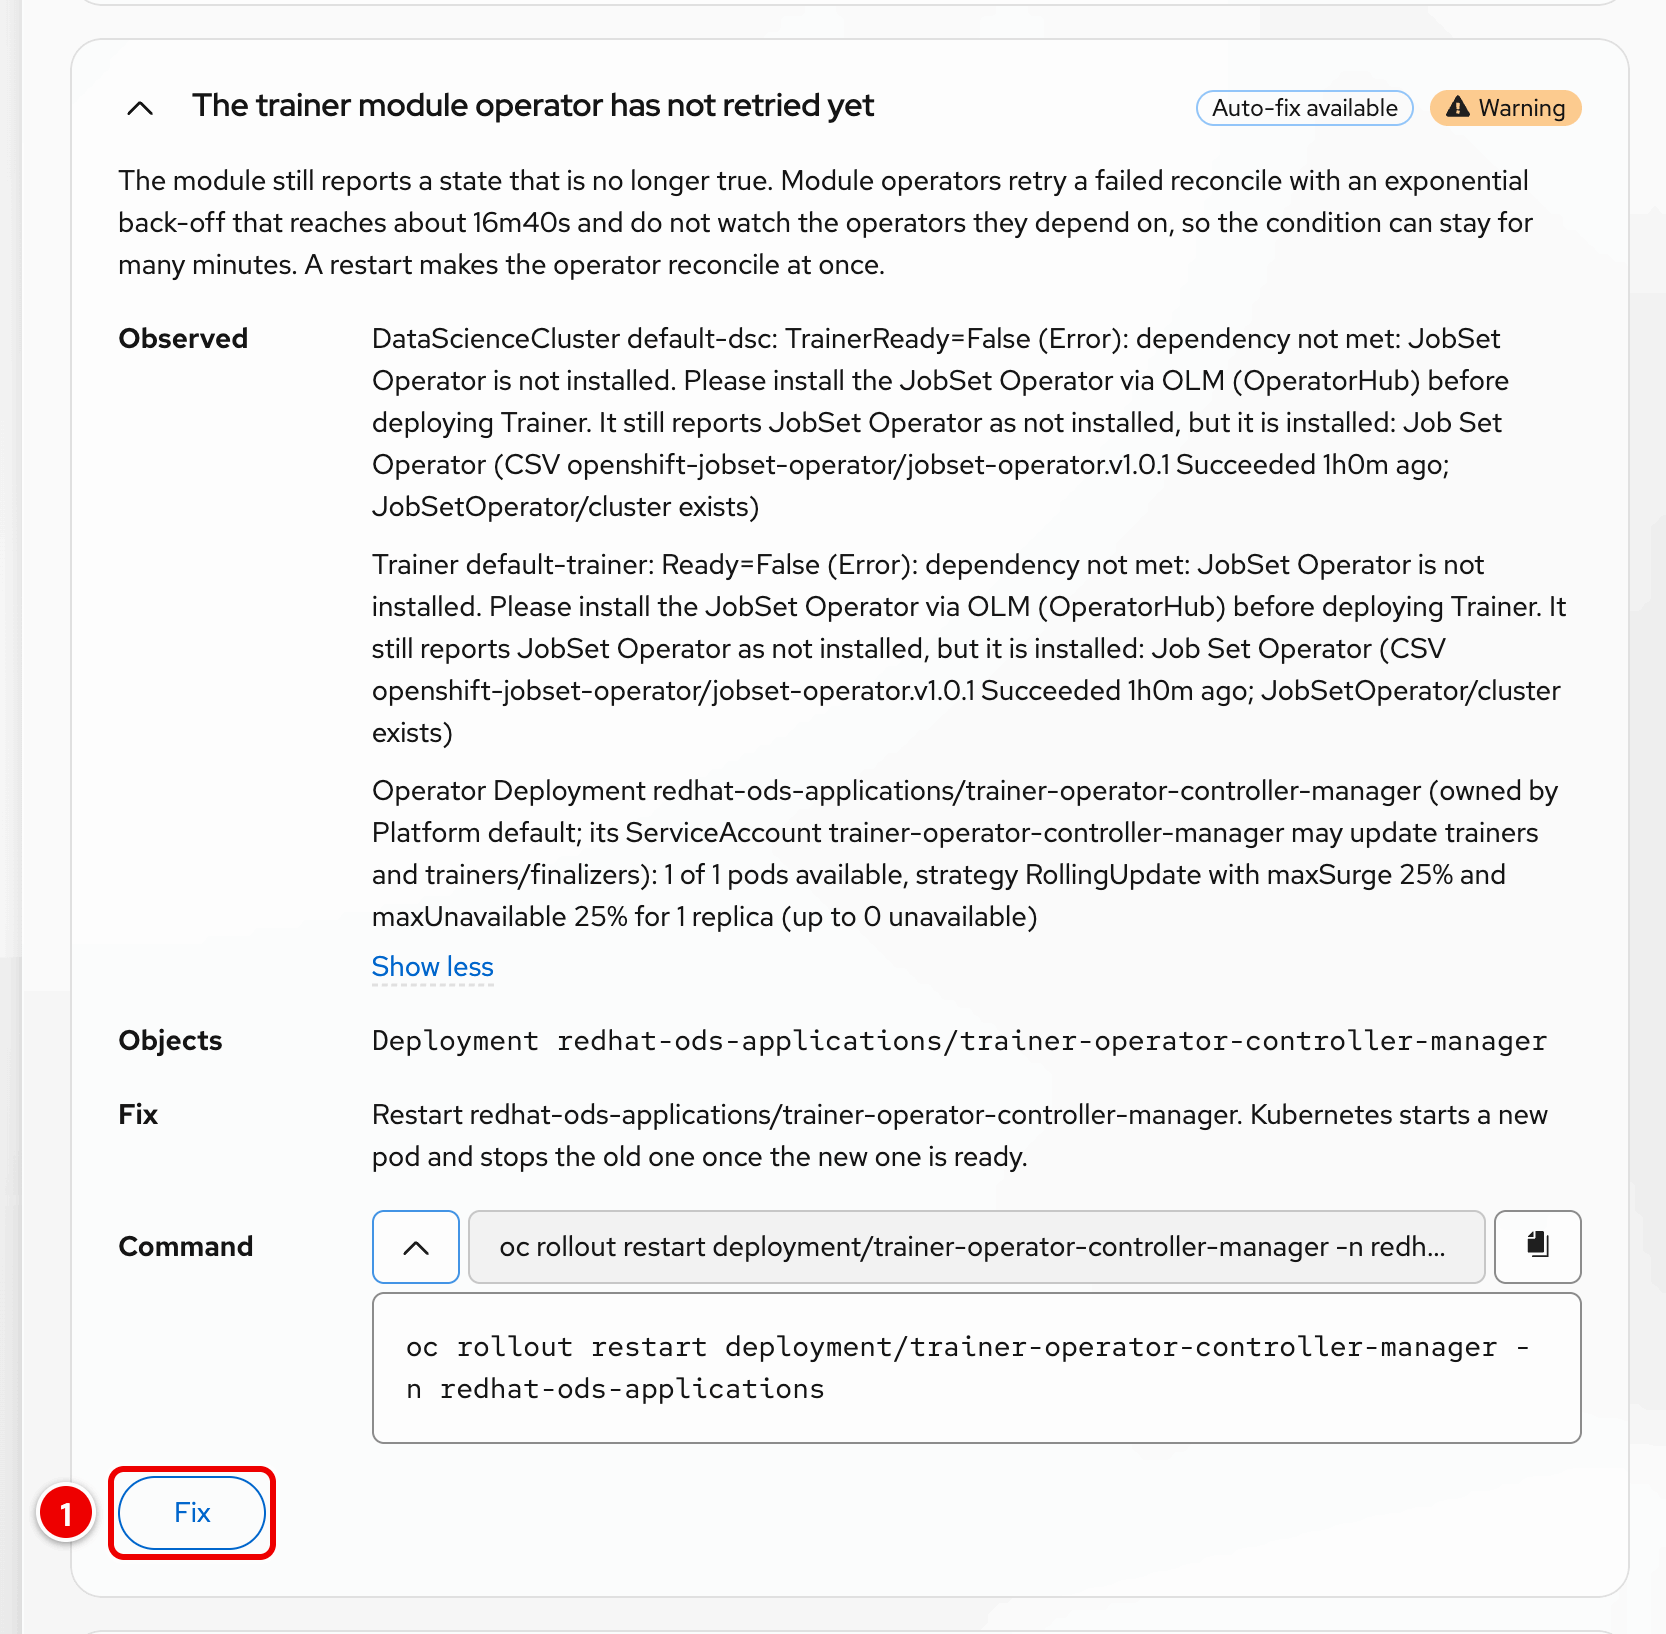 The trainer module operator has not retried yet
Auto-fix available
Warning
The module still reports a state that is no longer true. Module operators retry a failed reconcile with an exponential
back-off that reaches about 16m40s and do not watch the operators they depend on, so the condition can stay for
many minutes. A restart makes the operator reconcile at once.
Observed
DataScienceCluster default-dsc: TrainerReady=False (Error): dependency not met: JobSet
Operator is not installed. Please install the JobSet Operator via OLM (OperatorHub) before
deploying Trainer. It still reports JobSet Operator as not installed, but it is installed: Job Set
Operator (CSV openshift-jobset-operator/jobset-operator.v1.0.1 Succeeded 1h0m ago;
JobSetOperator/cluster exists)
Trainer default-trainer: Ready=False (Error): dependency not met: JobSet Operator is not
installed. Please install the JobSet Operator via OLM (OperatorHub) before deploying Trainer. It
still reports JobSet Operator as not installed, but it is installed: Job Set Operator (CSV
openshift-jobset-operator/jobset-operator.v1.0.1 Succeeded 1h0m ago; JobSetOperator/cluster
exists)
Operator Deployment redhat-ods-applications/trainer-operator-controller-manager (owned by
Platform default; its ServiceAccount trainer-operator-controller-manager may update trainers
and trainers/finalizers): 1 of 1 pods available, strategy RollingUpdate with maxSurge 25% and
maxUnavailable 25% for 1 replica (up to 0 unavailable)
Show less
Objects
Deployment redhat-ods-applications/trainer-operator-controller-manager
Fix
Restart redhat-ods-applications/trainer-operator-controller-manager. Kubernetes starts a new
pod and stops the old one once the new one is ready.
Command
oc rollout restart deployment/trainer-operator-controller-manager -n redh...
oc rollout restart deployment/trainer-operator-controller-manager -
n redhat-ods-applications
1
Fix